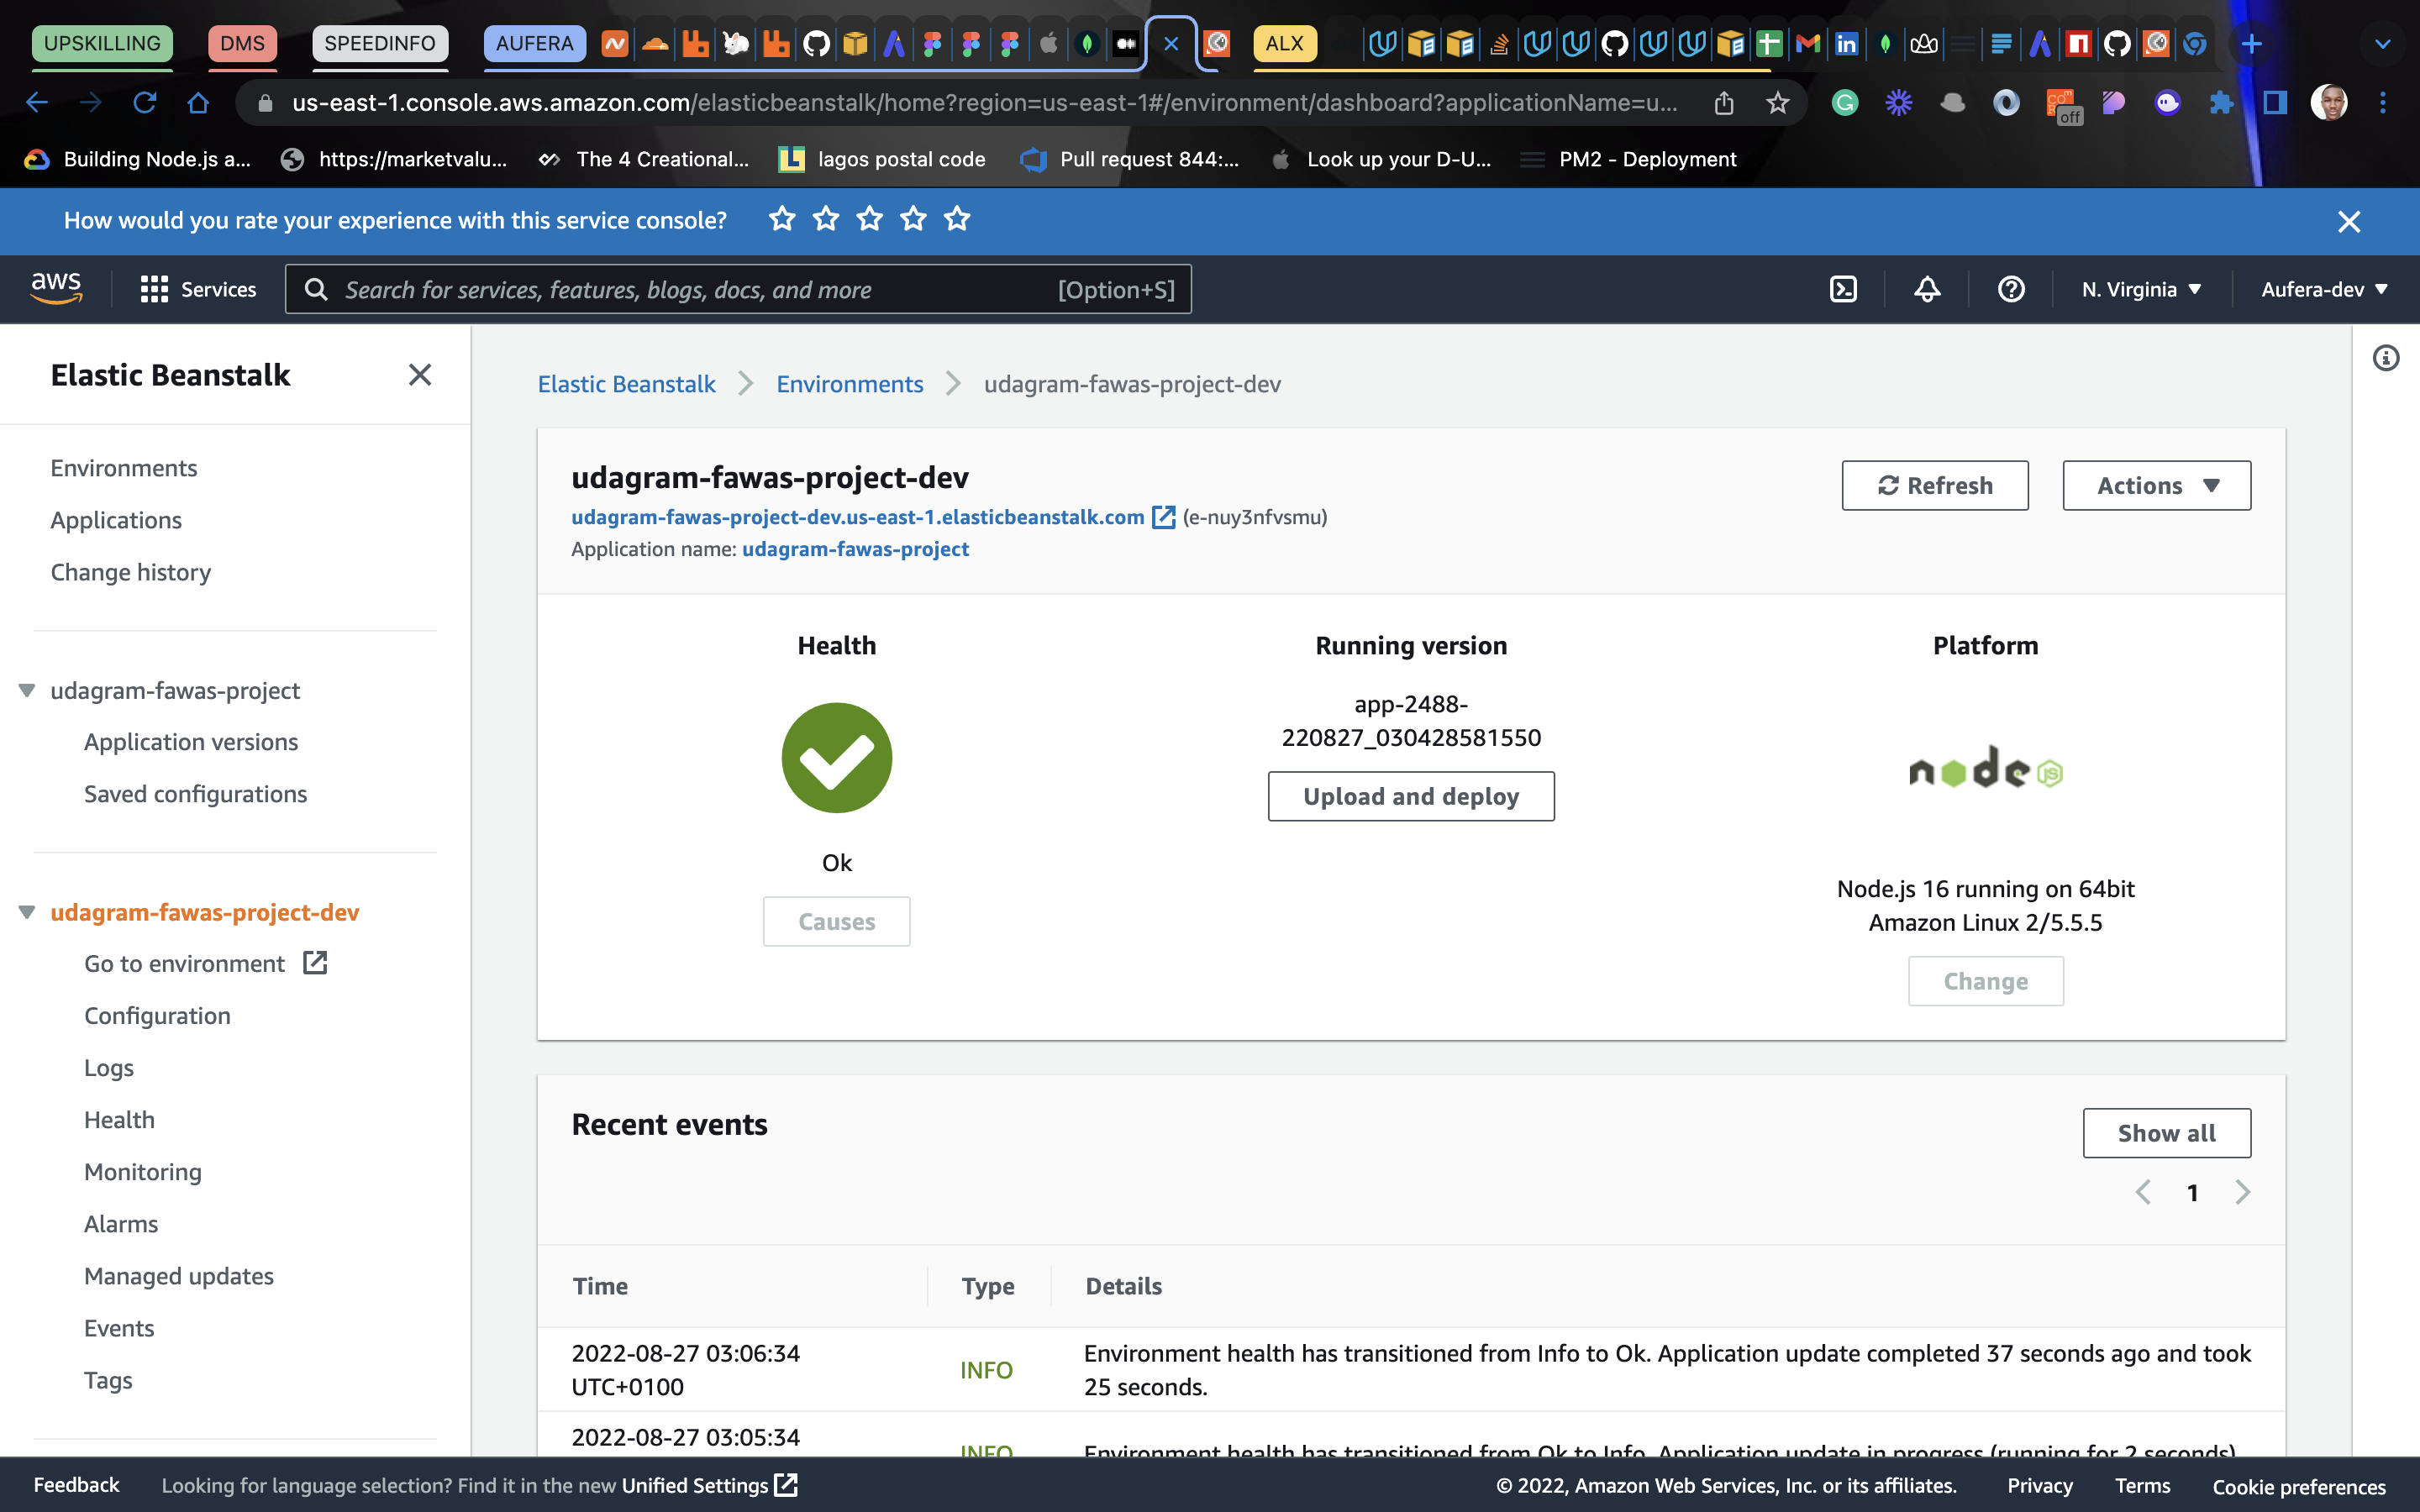 UPSKILLING DMS SPEEDINFO AUFERA ALX
us-east-1.console.aws.amazon.com/elasticbeanstalk/home?region=us-east-1#/environment/dashboard?applicationName=u...
off
Building Node.js a... https://marketvalu... The 4 Creational... lagos postal code Pull request 844:... Look up your D-U... PM2 - Deployment
How would you rate your experience with this service console?
aws Services Search for services, features, blogs, docs, and more [Option+S] N. Virginia Aufera-dev
Elastic Beanstalk
Environments
Applications
Change history
udagram-fawas-project
Application versions
Saved configurations
udagram-fawas-project-dev
Go to environment
Configuration
Logs
Health
Monitoring
Alarms
Managed updates
Events
Tags
Elastic Beanstalk Environments udagram-fawas-project-dev
udagram-fawas-project-dev
udagram-fawas-project-dev.us-east-1.elasticbeanstalk.com (e-nuy3nfvsmu)
Application name: udagram-fawas-project
Refresh Actions
Health
Ok
Causes
Running version
app-2488-
220827_030428581550
Upload and deploy
Platform
node JS
Node.js 16 running on 64bit
Amazon Linux 2/5.5.5
Change
Recent events
Show all
1
Time Type Details
2022-08-27 03:06:34
UTC+0100
INFO
Environment health has transitioned from Info to Ok. Application update completed 37 seconds ago and took
25 seconds.
2022-08-27 03:05:34
INFO
Environment health has transitioned from Ok to Info. Application update in progress (running for 2 seconds).
Feedback Looking for language selection? Find it in the new Unified Settings © 2022, Amazon Web Services, Inc. or its affiliates. Privacy Terms Cookie preferences